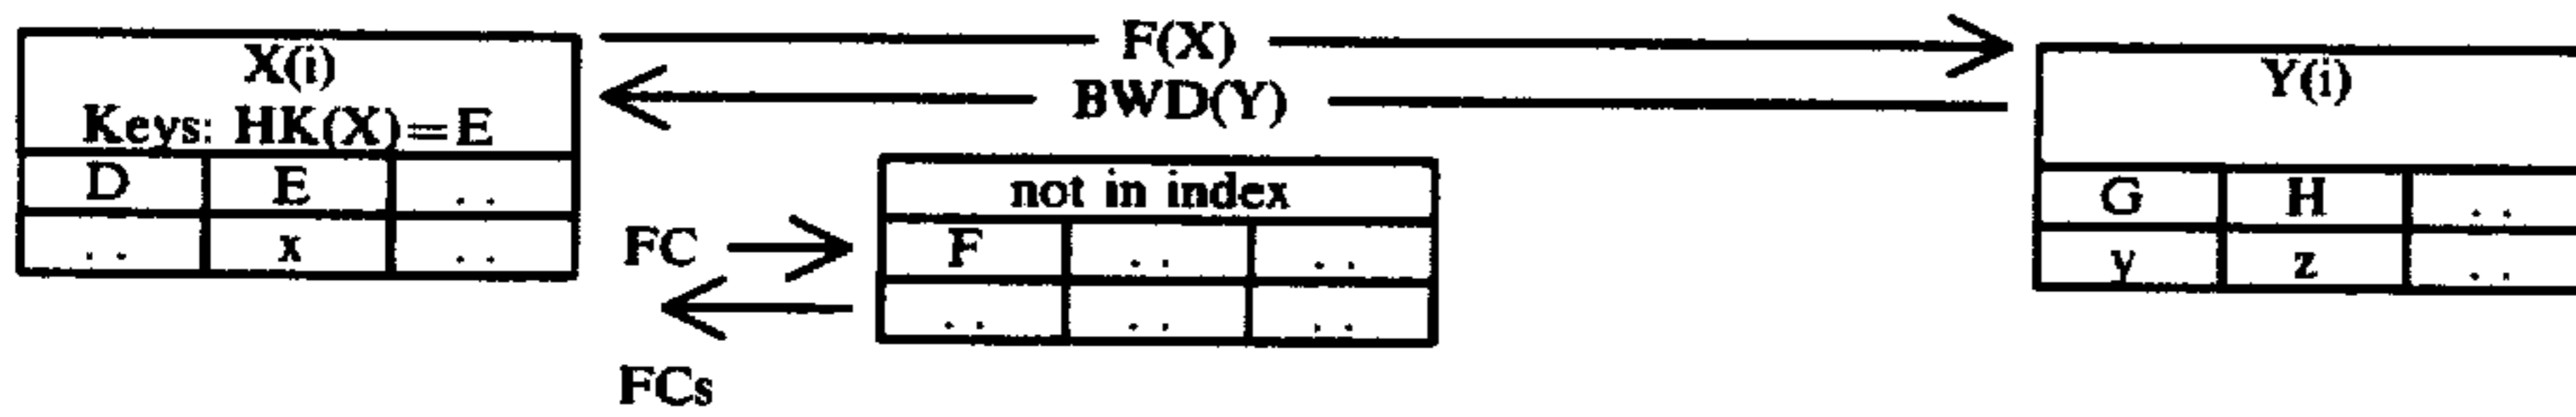 X(i)
Keys: HK(X)=E
D E ..
.. x ..
F(X)
BWD(Y)
FC
FCs
not in index
F .. ..
.. .. ..
Y(i)
G H ..
y z ..